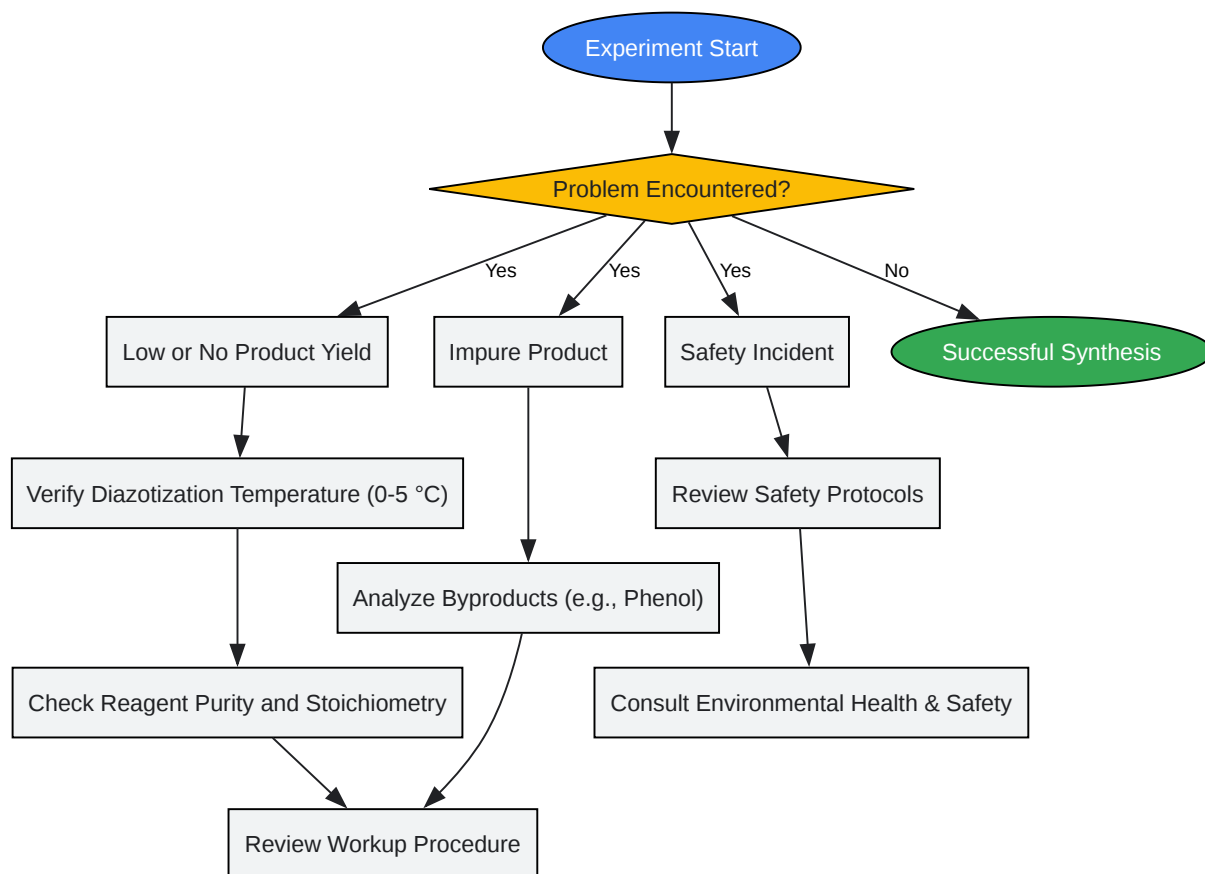 Experiment Start
Problem Encountered?
Yes
Yes
Yes
No
Low or No Product Yield
Impure Product
Safety Incident
Successful Synthesis
Verify Diazotization Temperature (0-5 °C)
Review Safety Protocols
Analyze Byproducts (e.g., Phenol)
Check Reagent Purity and Stoichiometry
Consult Environmental Health & Safety
Review Workup Procedure